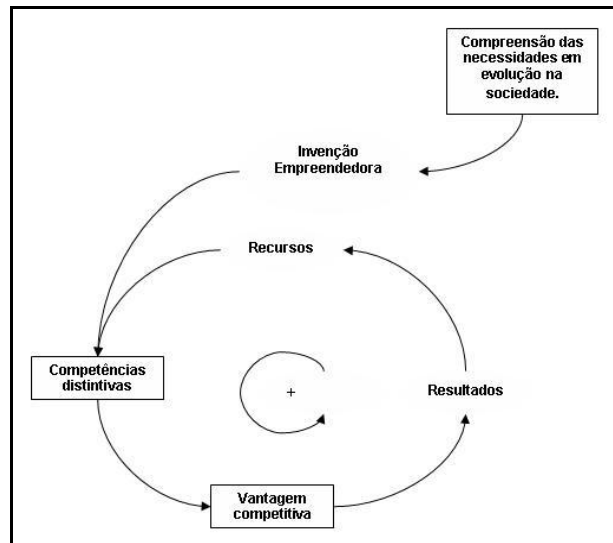 Compreensão das
necessidades em
evolução na
sociedade.
Invenção
Empreendedora
Recursos
Competências
distintivas
+
Resultados
Vantagem
competitiva